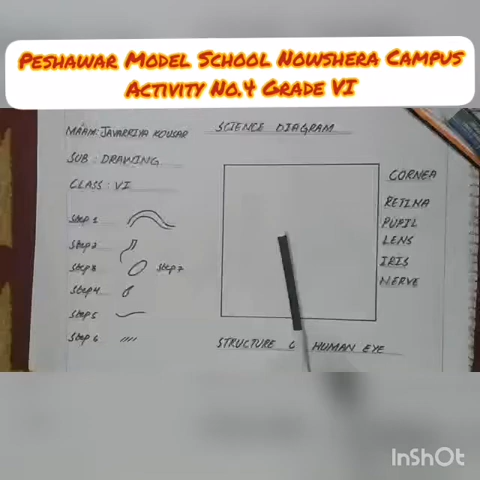 Peshawar Model School Nowshera Campus
Activity No.4 Grade VI
MA'AM: JAVARRIYA KOUSAR
SUB : DRAWING
CLASS : VI
Step 1
Step 2
Step 3
Step 7
Step 4
Step 5
Step 6
SCIENCE DIAGRAM
CORNEA
RETINA
PUPIL
LENS
IRIS
NERVE
STRUCTURE O HUMAN EYE
InShOt